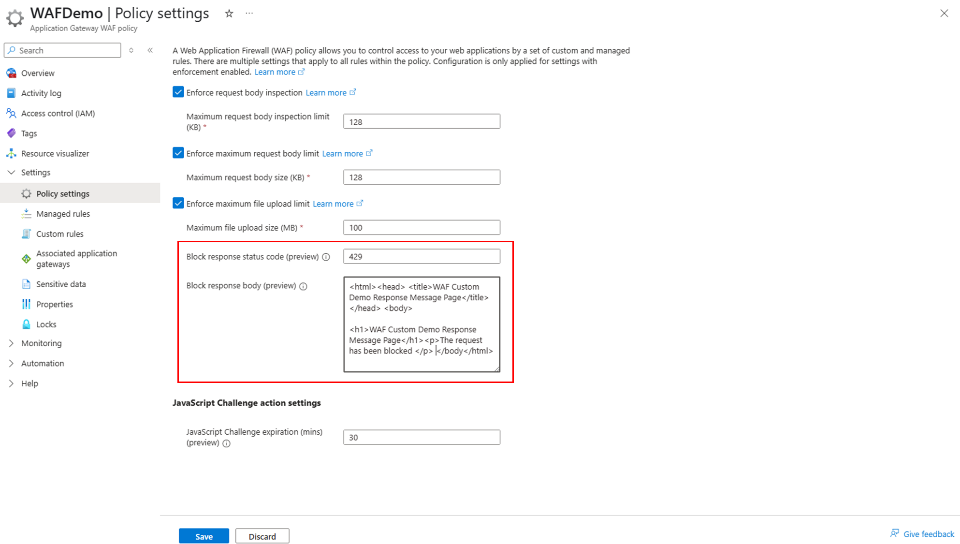 WAFDemo | Policy settings
Application Gateway WAF policy
Search
Overview
Activity log
Access control (IAM)
Tags
Resource visualizer
Settings
Policy settings
Managed rules
Custom rules
Associated application
gateways
Sensitive data
Properties
Locks
Monitoring
Automation
Help
A Web Application Firewall (WAF) policy allows you to control access to your web applications by a set of custom and managed
rules. There are multiple settings that apply to all rules within the policy. Configuration is only applied for settings with
enforcement enabled. Learn more
Enforce request body inspection Learn more
Maximum request body inspection limit
(KB) *
128
Enforce maximum request body limit Learn more
Maximum request body size (KB) *
128
Enforce maximum file upload limit Learn more
Maximum file upload size (MB) *
100
Block response status code (preview)
429
Block response body (preview)
<html><head> <title>WAF Custom
Demo Response Message Page</title>
</head> <body>
<h1>WAF Custom Demo Response
Message Page</h1><p>The request
has been blocked </p> </body</html>
JavaScript Challenge action settings
JavaScript Challenge expiration (mins)
(preview)
30
Save
Discard
Give feedback